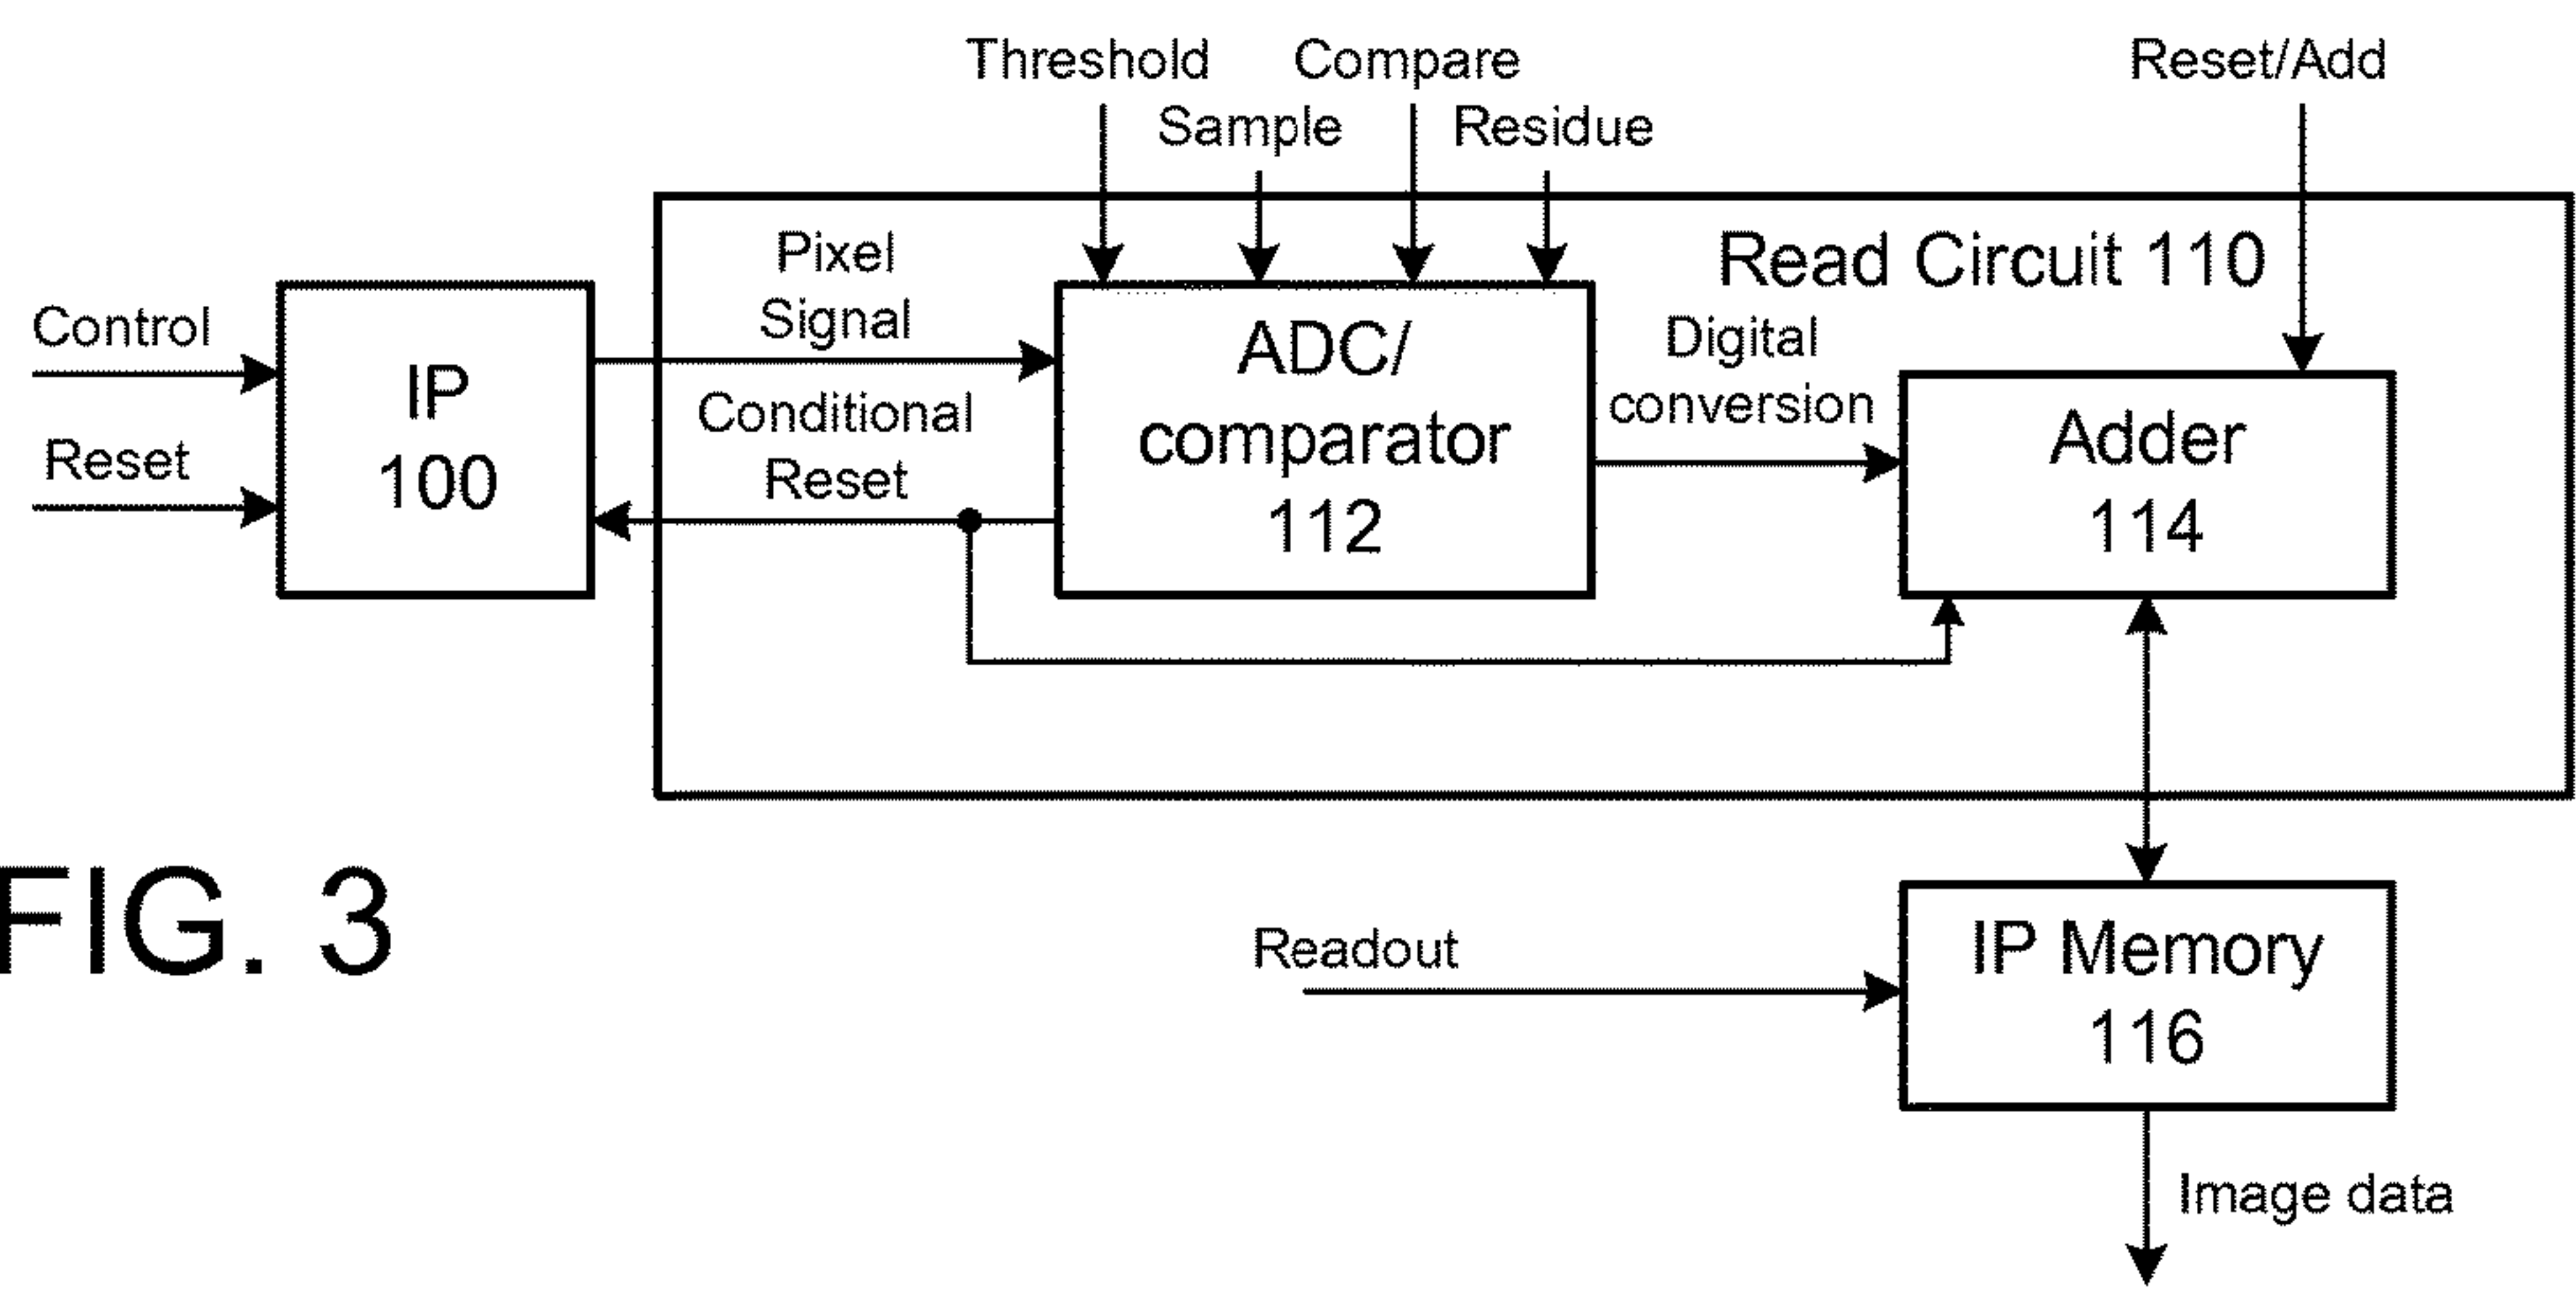 Threshold
Compare
Reset/Add
Sample
Residue
Read Circuit 110
Pixel
Signal
Control
Reset
IP
100
Conditional
Reset
ADC/
comparator
112
Digital
conversion
Adder
114
FIG. 3
Readout
IP Memory
116
Image data